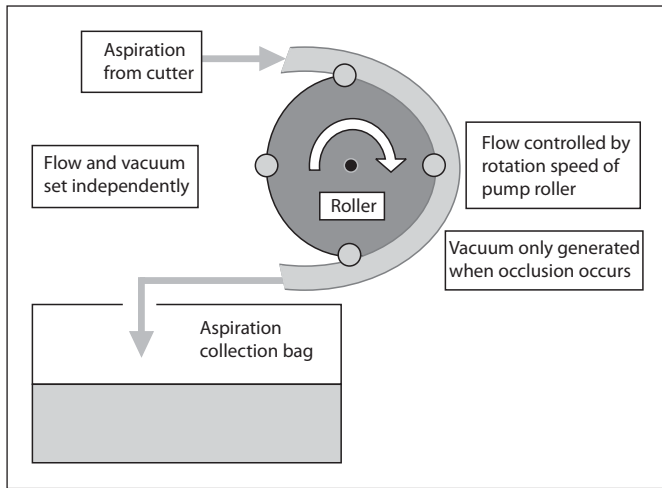 Aspiration
from cutter
Flow and vacuum
set independently
Roller
Flow controlled by
rotation speed of
pump roller
Vacuum only generated
when occlusion occurs
Aspiration
collection bag